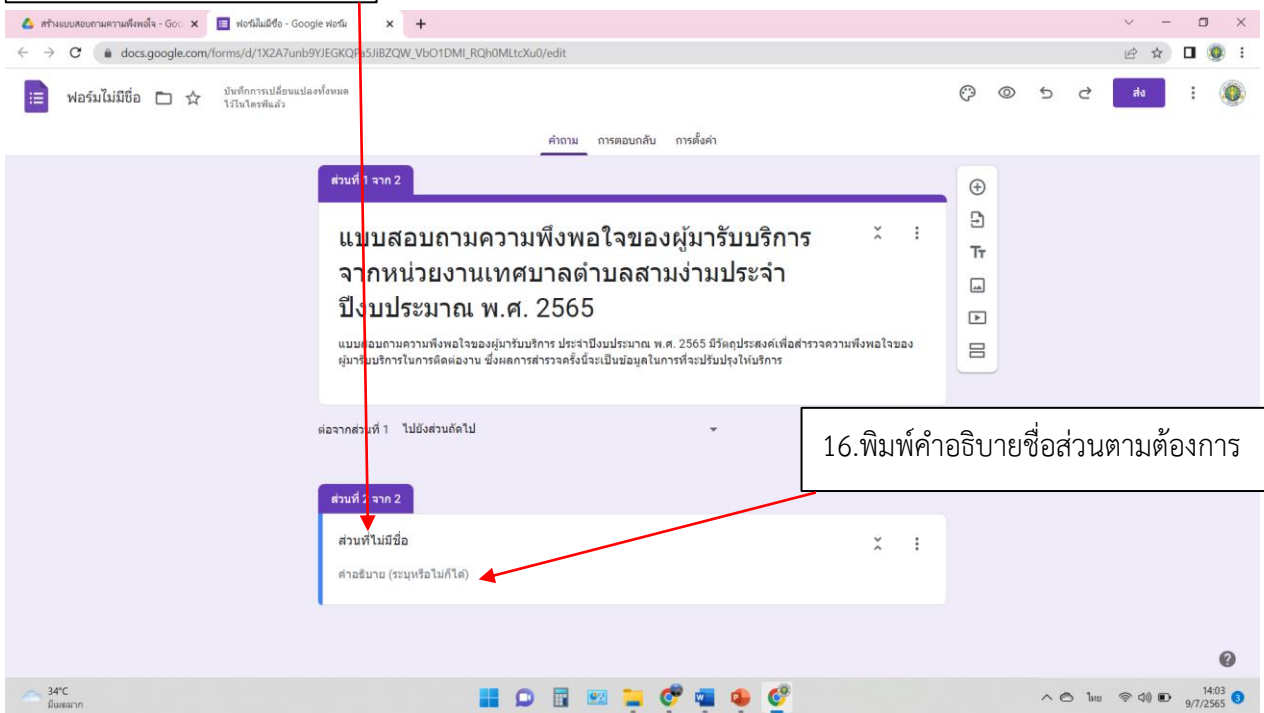 สร้างแบบสอบถามความพึงพอใจ - Goo
ฟอร์มไม่มีชื่อ - Google ฟอร์ม
docs.google.com/forms/d/1X2A7unb9YJEGKQPa5JiBZQW_VbO1DMI_RQh0MLtcXu0/edit
ฟอร์มไม่มีชื่อ
บันทึกการเปลี่ยนแปลงทั้งหมด
ไว้ในไดรฟ์แล้ว
ส่ง
คำถาม การตอบกลับ การตั้งค่า
ส่วนที่ 1 จาก 2
แบบสอบถามความพึงพอใจของผู้มารับบริการ
จากหน่วยงานเทศบาลตำบลสามง่ามประจำ
ปีงบประมาณ พ.ศ. 2565
แบบสอบถามความพึงพอใจของผู้มารับบริการ ประจำปีงบประมาณ พ.ศ. 2565 มีวัตถุประสงค์เพื่อสำรวจความพึงพอใจของ
ผู้มารับบริการในการติดต่องาน ซึ่งผลการสำรวจครั้งนี้จะเป็นข้อมูลในการที่จะปรับปรุงให้บริการ
Tт
ต่อจากส่วนที่ 1 ไปยังส่วนถัดไป
16.พิมพ์คำอธิบายชื่อส่วนตามต้องการ
ส่วนที่ 2 จาก 2
ส่วนที่ไม่มีชื่อ
คำอธิบาย (ระบุหรือไม่ก็ได้)
34°C
มีเมฆมาก
ไทย
14:03
9/7/2565
3